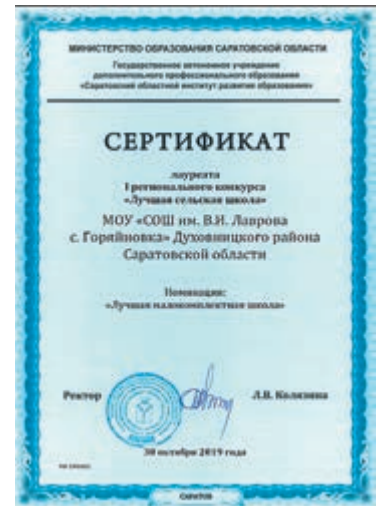 МИНИСТЕРСТВО ОБРАЗОВАНИЯ САРАТОВСКОЙ ОБЛАСТИ
Государственное автономное учреждение
дополнительного профессионального образования
«Саратовский областной институт развития образования»
СЕРТИФИКАТ
лауреата
I регионального конкурса
«Лучшая сельская школа»
МОУ «СОШ им. В.И. Лаврова
с. Горяйновка» Духовницкого района
Саратовской области
Номинация:
«Лучшая малокомплектная школа»
Ректор
Л.В. Колязина
30 октября 2019 года
САРАТОВ